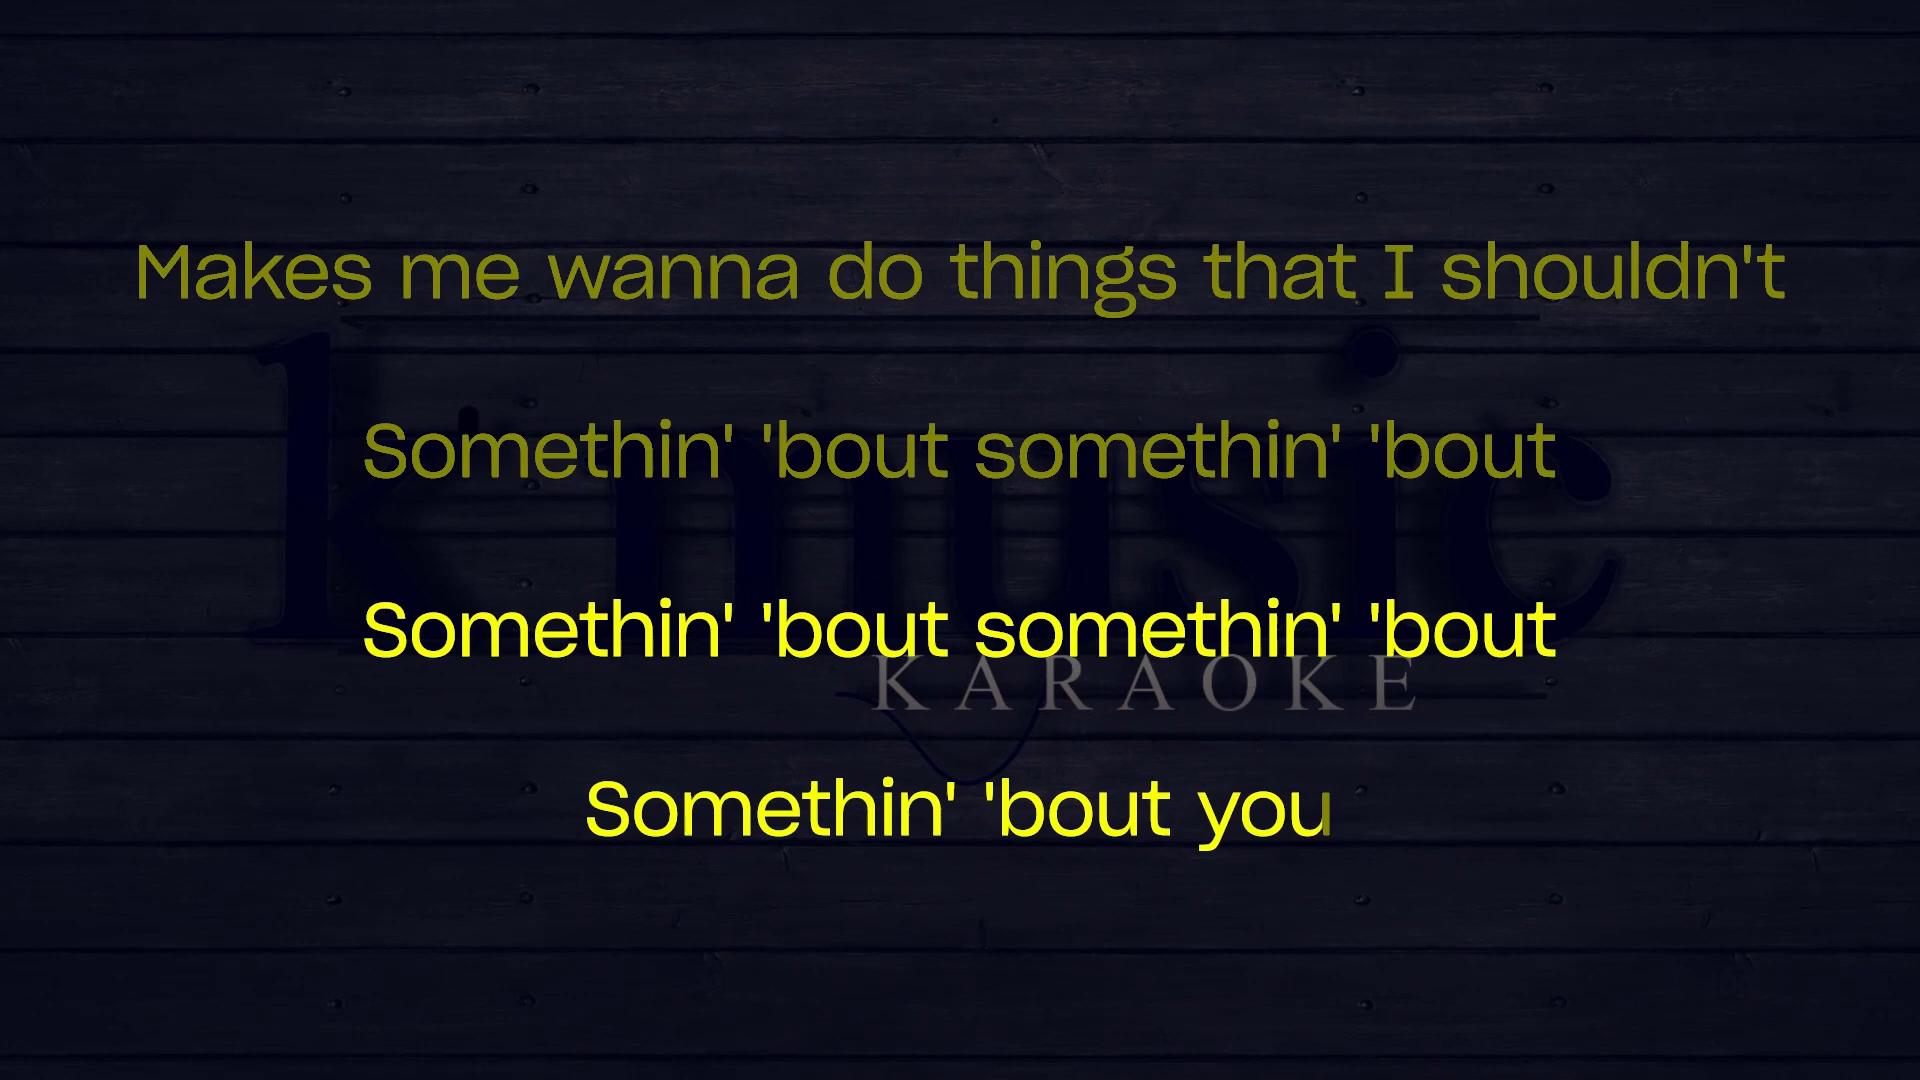 Makes me wanna do things that I shouldn't
k'music
Somethin' 'bout somethin' 'bout
Somethin' 'bout somethin' 'bout
KARAOKE
Somethin' 'bout you